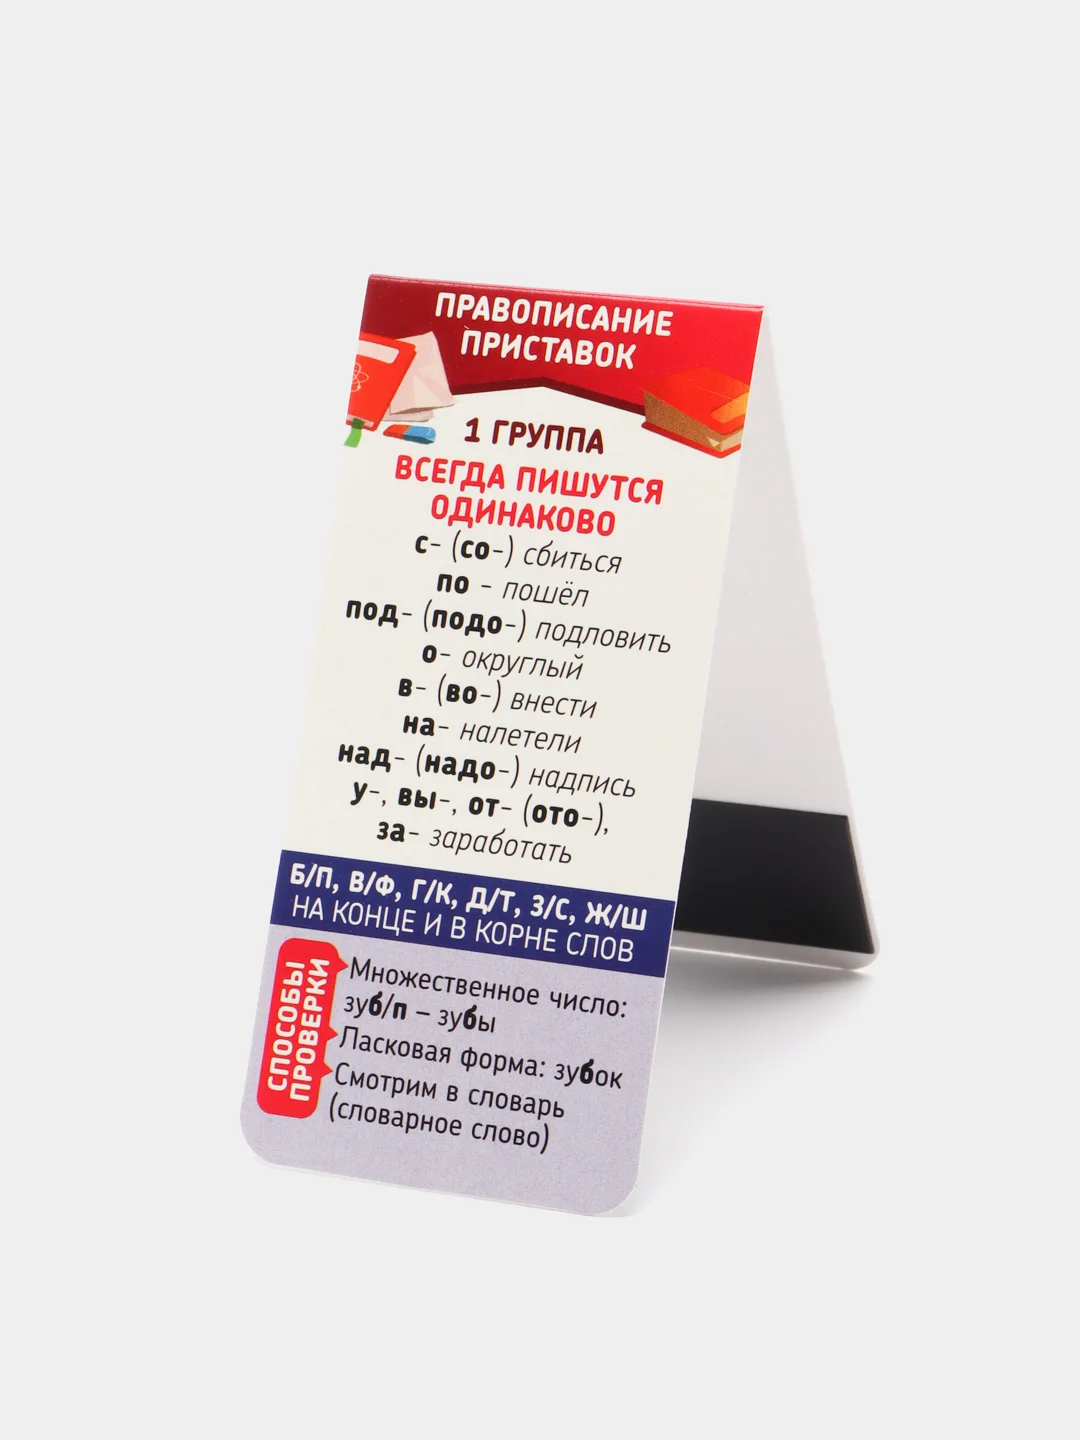 ПРАВОПИСАНИЕ
ПРИСТАВОК
1 ГРУППА
ВСЕГДА ПИШУТСЯ
ОДИНАКОВО
с- (со-) сбиться
по - пошёл
под- (подо-) подловить
о- округлый
в- (во-) внести
на- налетели
над- (надо-) надпись
у-, вы-, от- (ото-),
за- заработать
Б/П, В/Ф, Г/К, Д/Т, З/С, Ж/Ш
НА КОНЦЕ И В КОРНЕ СЛОВ
СПОСОБЫ
ПРОВЕРКИ
Множественное число:
зуб/п – зубы
Ласковая форма: зубок
Смотрим в словарь
(словарное слово)